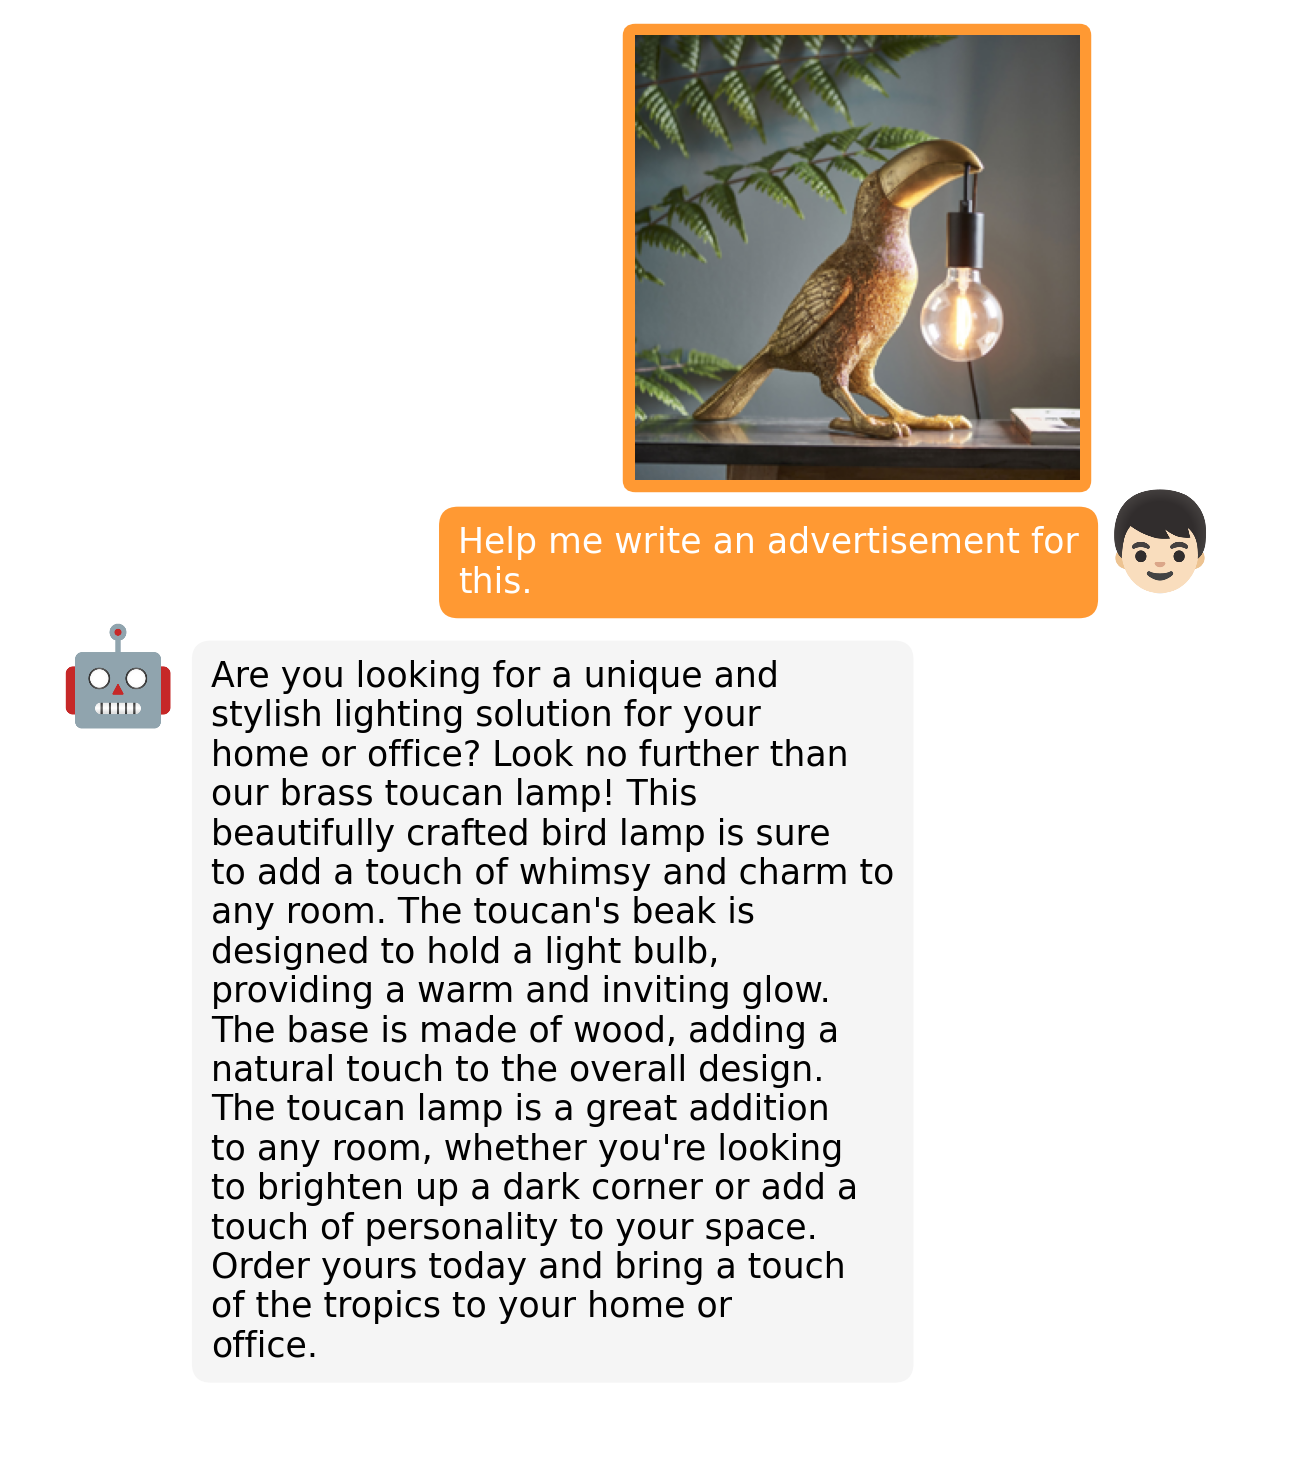 Help me write an advertisement for
this.
Are you looking for a unique and
stylish lighting solution for your
home or office? Look no further than
our brass toucan lamp! This
beautifully crafted bird lamp is sure
to add a touch of whimsy and charm to
any room. The toucan's beak is
designed to hold a light bulb,
providing a warm and inviting glow.
The base is made of wood, adding a
natural touch to the overall design.
The toucan lamp is a great addition
to any room, whether you're looking
to brighten up a dark corner or add a
touch of personality to your space.
Order yours today and bring a touch
of the tropics to your home or
office.